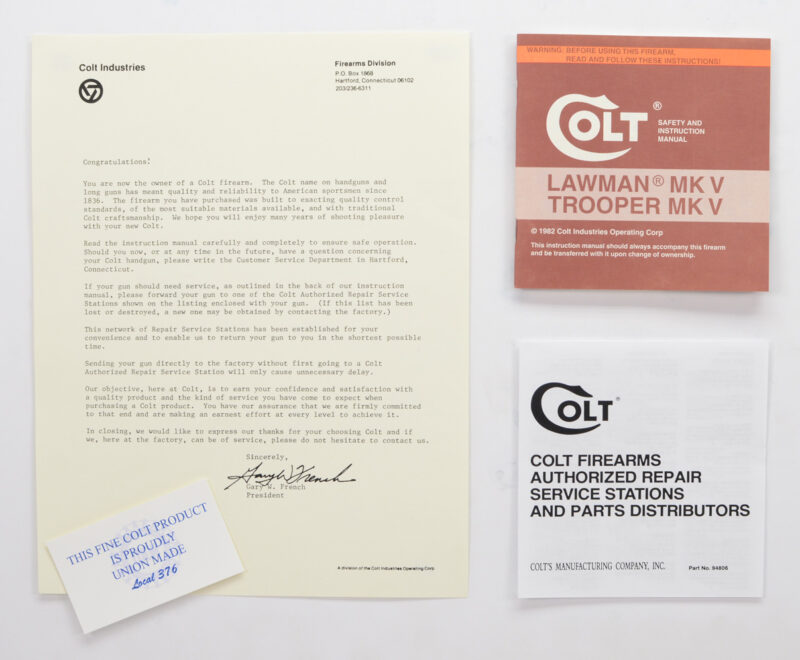 Colt Industries
Firearms Division
P.O. Box 1868
Hartford, Connecticut 06102
203/236-6311
Congratulations!
You are now the owner of a Colt firearm. The Colt name on handguns and
long guns has meant quality and reliability to American sportsmen since
1836. The firearm you have purchased was built to exacting quality control
standards, of the most suitable materials available, and with traditional
Colt craftsmanship. We hope you will enjoy many years of shooting pleasure
with your new Colt.
Read the instruction manual carefully and completely to ensure safe operation.
Should you now, or at any time in the future, have a question concerning
your Colt handgun, please write the Customer Service Department in Hartford,
Connecticut.
If your gun should need service, as outlined in the back of our instruction
manual, please forward your gun to one of the Colt Authorized Repair Service
Stations shown on the listing enclosed with your gun. (If this list has been
lost or destroyed, a new one may be obtained by contacting the factory.)
This network of Repair Service Stations has been established for your
convenience and to enable us to return your gun to you in the shortest possible
time.
Sending your gun directly to the factory without first going to a Colt
Authorized Repair Service Station will only cause unnecessary delay.
Our objective, here at Colt, is to earn your confidence and satisfaction with
a quality product and the kind of service you have come to expect when
purchasing a Colt product. You have our assurance that we are firmly committed
to that end and are making an earnest effort at every level to achieve it.
In closing, we would like to express our thanks for your choosing Colt and if
we, here at the factory, can be of service, please do not hesitate to contact us.
Sincerely,
Gary W. French
Gary W. French
President
A division of the Colt Industries Operating Corp.
THIS FINE COLT PRODUCT
IS PROUDLY
UNION MADE
Local 376
WARNING: BEFORE USING THIS FIREARM,
READ AND FOLLOW THESE INSTRUCTIONS!
COLT®
SAFETY AND
INSTRUCTION
MANUAL
LAWMAN® MK V
TROOPER MK V
© 1982 Colt Industries Operating Corp
This instruction manual should always accompany this firearm
and be transferred with it upon change of ownership.
COLT®
COLT FIREARMS
AUTHORIZED REPAIR
SERVICE STATIONS
AND PARTS DISTRIBUTORS
COLT'S MANUFACTURING COMPANY, INC.
Part No. 94806